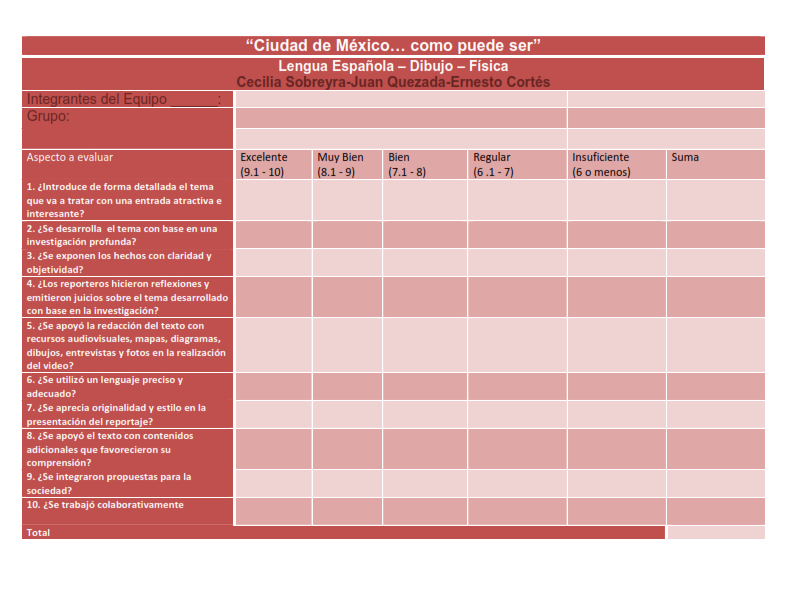 “Ciudad de México… como puede ser”
Lengua Española – Dibujo – Física
Cecilia Sobreyra-Juan Quezada-Ernesto Cortés
Integrantes del Equipo ______:
Grupo:
Aspecto a evaluar
Excelente
(9.1 - 10)
Muy Bien
(8.1 - 9)
Bien
(7.1 - 8)
Regular
(6 .1 - 7)
Insuficiente
(6 o menos)
Suma
1. ¿Introduce de forma detallada el tema
que va a tratar con una entrada atractiva e
interesante?
2. ¿Se desarrolla  el tema con base en una
investigación profunda?
3. ¿Se exponen los hechos con claridad y
objetividad?
4. ¿Los reporteros hicieron reflexiones y
emitieron juicios sobre el tema desarrollado
con base en la investigación?
5. ¿Se apoyó la redacción del texto con
recursos audiovisuales, mapas, diagramas,
dibujos, entrevistas y fotos en la realización
del video?
6. ¿Se utilizó un lenguaje preciso y
adecuado?
7. ¿Se aprecia originalidad y estilo en la
presentación del reportaje?
8. ¿Se apoyó el texto con contenidos
adicionales que favorecieron su
comprensión?
9. ¿Se integraron propuestas para la
sociedad?
10. ¿Se trabajó colaborativamente
Total